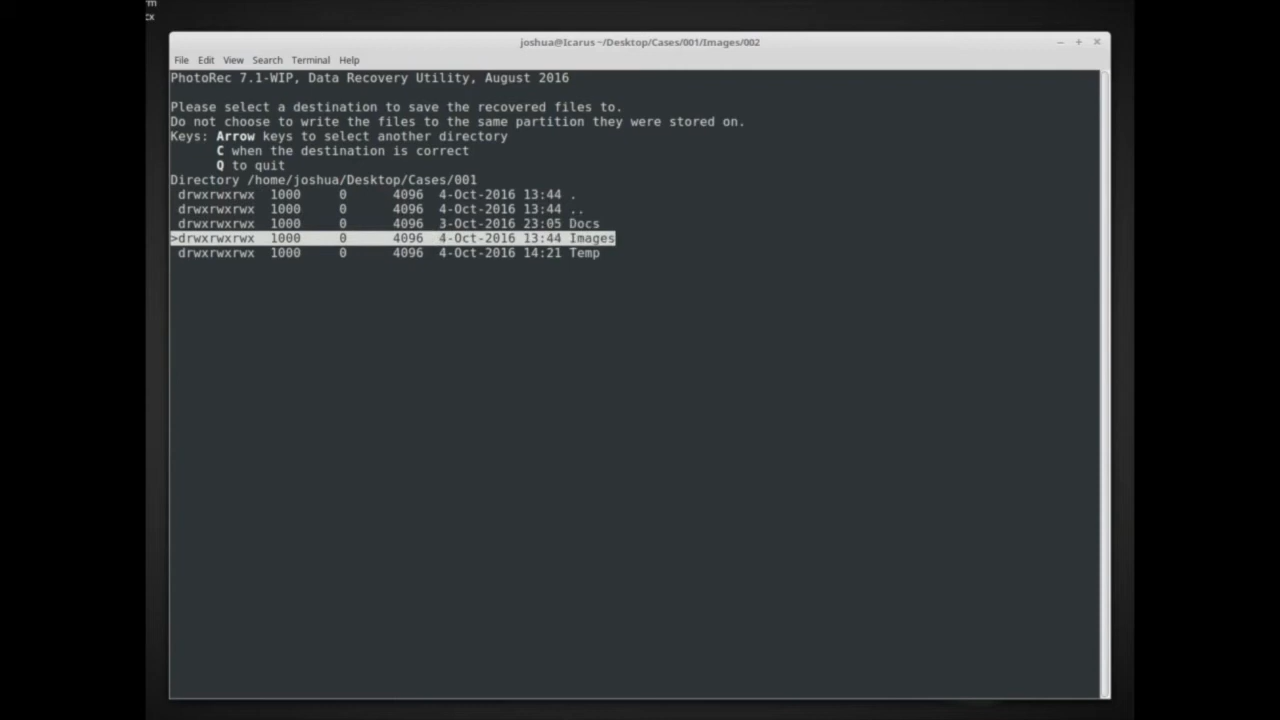 rm
cx
joshua@Icarus ~/Desktop/Cases/001/Images/002
File Edit View Search Terminal Help
PhotoRec 7.1-WIP, Data Recovery Utility, August 2016
Please select a destination to save the recovered files to.
Do not choose to write the files to the same partition they were stored on.
Keys: Arrow keys to select another directory
C when the destination is correct
Q to quit
Directory /home/joshua/Desktop/Cases/001
drwxrwxrwx 1000 0 4096 4-Oct-2016 13:44 .
drwxrwxrwx 1000 0 4096 4-Oct-2016 13:44 ..
drwxrwxrwx 1000 0 4096 3-Oct-2016 23:05 Docs
>drwxrwxrwx 1000 0 4096 4-Oct-2016 13:44 Images
drwxrwxrwx 1000 0 4096 4-Oct-2016 14:21 Temp